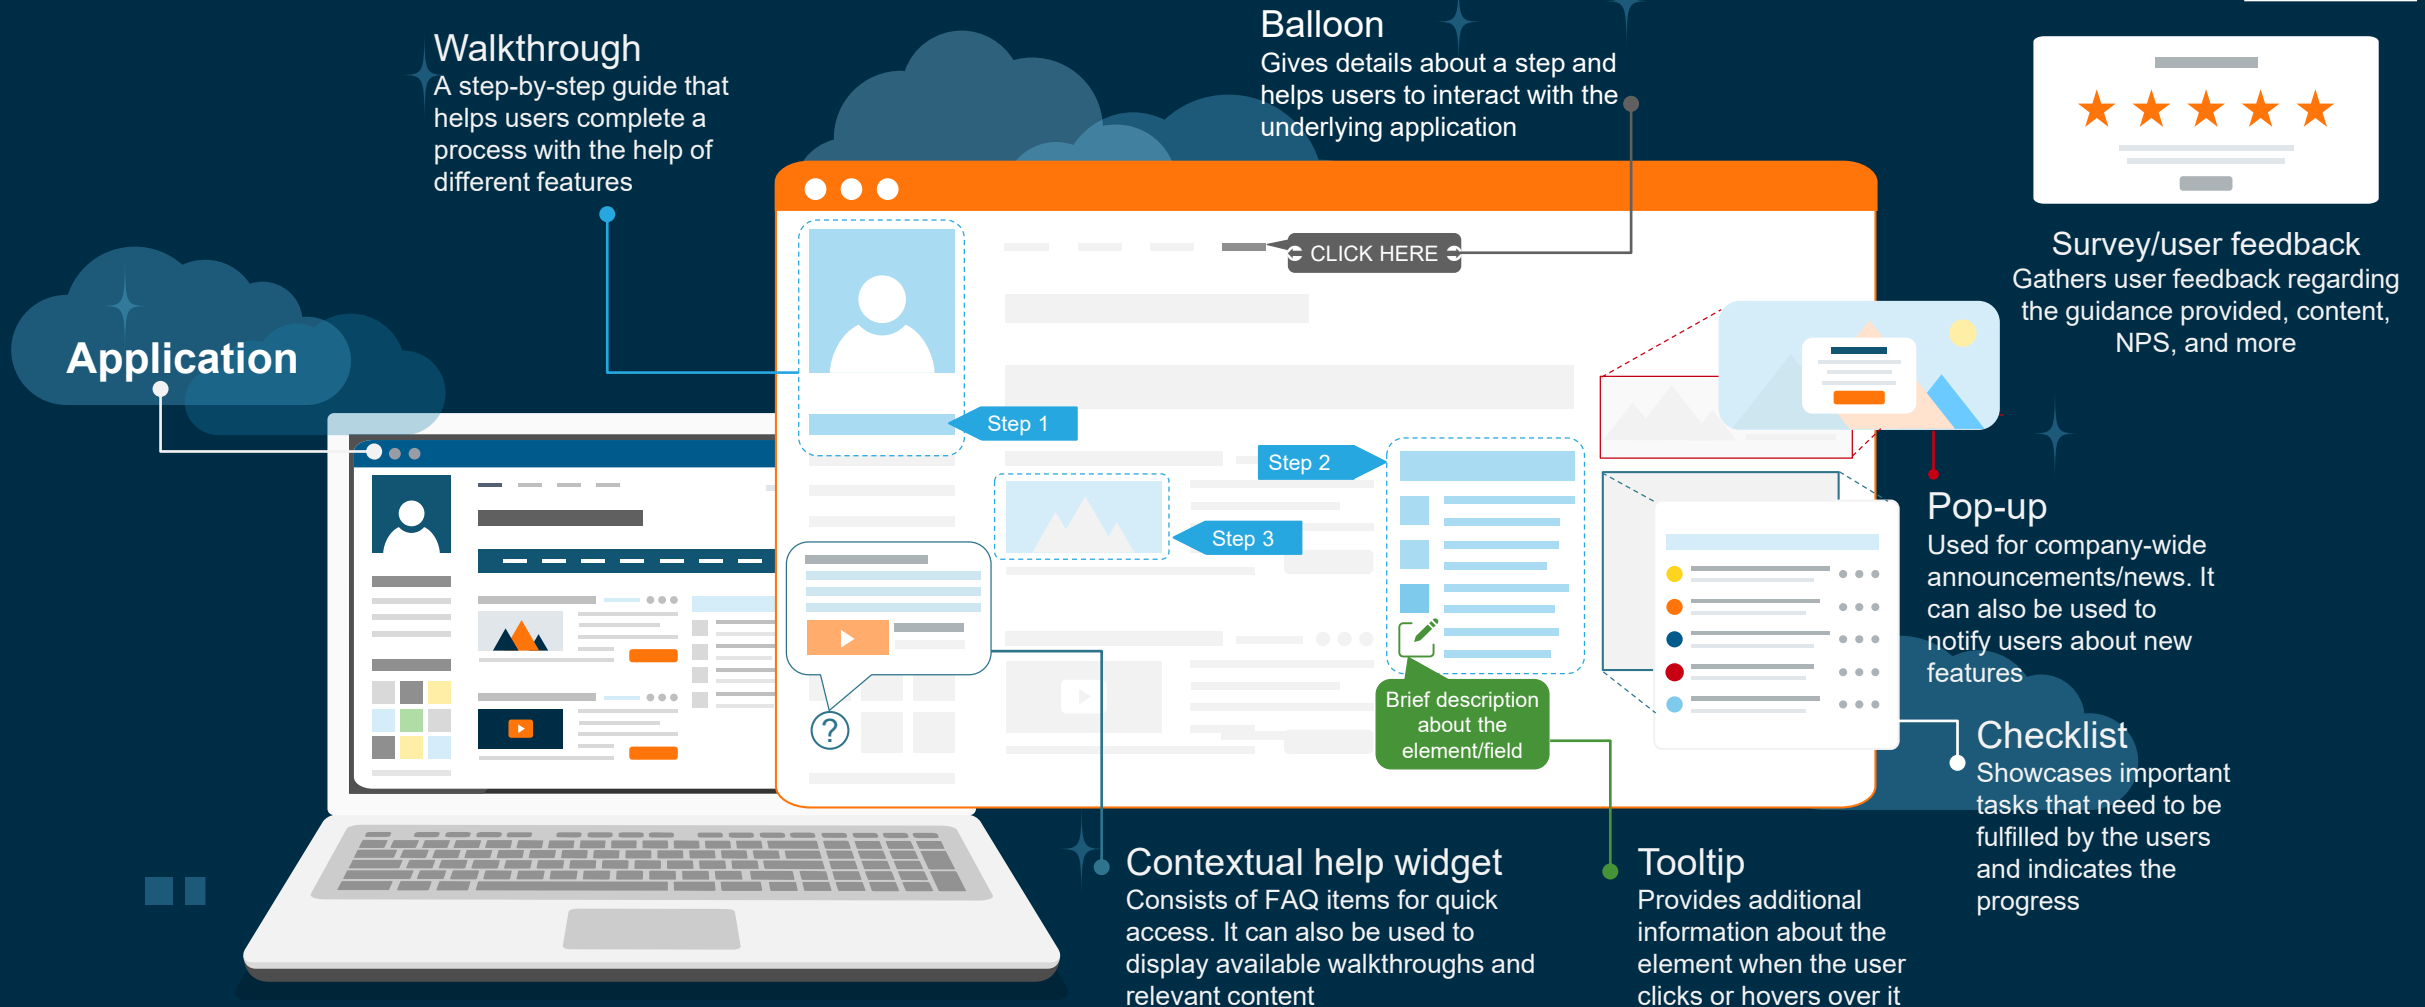 Walkthrough
A step-by-step guide that
helps users complete a
process with the help of
different features
Balloon
Gives details about a step and
helps users to interact with the
underlying application
CLICK HERE
Survey/user feedback
Gathers user feedback regarding
the guidance provided, content,
NPS, and more
Application
Step 1
Step 2
Step 3
Pop-up
Used for company-wide
announcements/news. It
can also be used to
notify users about new
features
?
Brief description
about the
element/field
Checklist
Showcases important
tasks that need to be
fulfilled by the users
and indicates the
progress
Contextual help widget
Consists of FAQ items for quick
access. It can also be used to
display available walkthroughs and
relevant content
Tooltip
Provides additional
information about the
element when the user
clicks or hovers over it